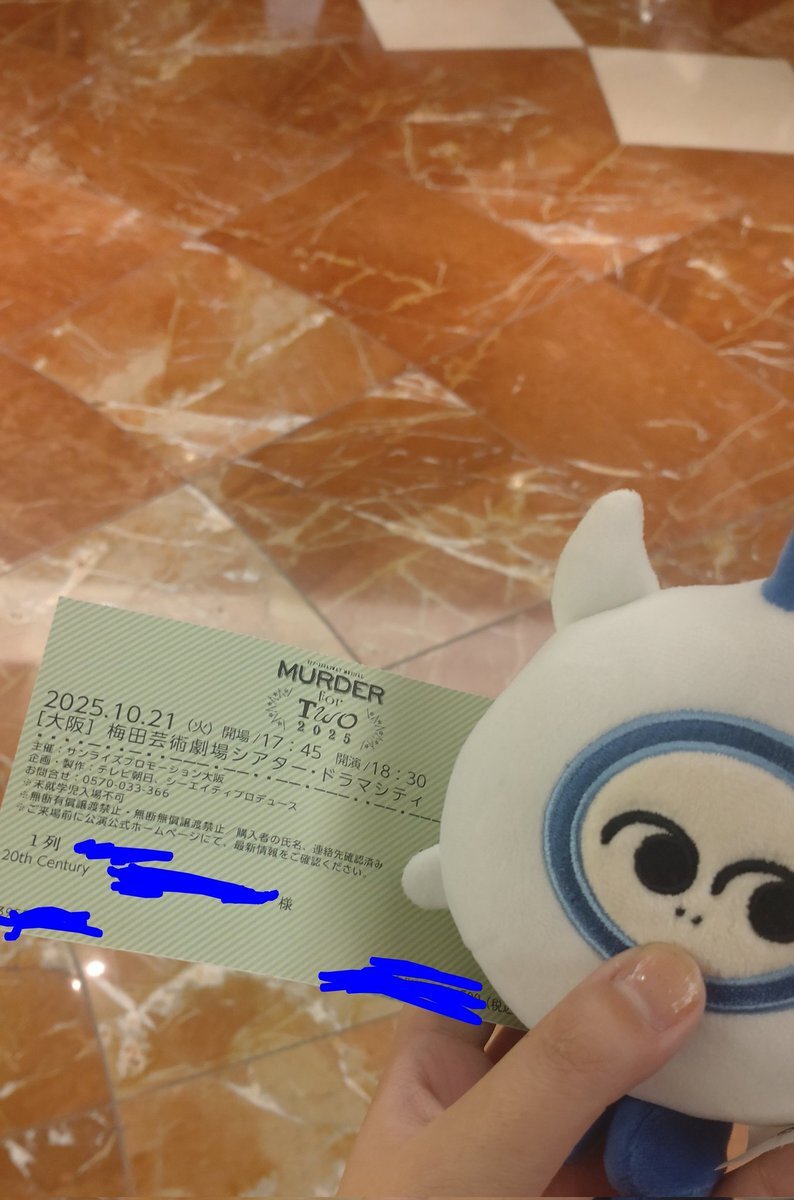 OFF-BROADWAY MUSICAL
MURDER
for
TWO
2025
2025.10.21 (火) 開場/17:45 開演/18:30
[大阪] 梅田芸術劇場シアター・ドラマシティ
主催:サンライズプロモーション大阪
企画・製作:テレビ朝日、シーエイティプロデュース
お問合せ:0570-033-366
※未就学児入場不可
※無断有償譲渡禁止・無断無償譲渡禁止 購入者の氏名、連絡先確認済み
※ご来場前に公演公式ホームページにて、最新情報をご確認ください。
1列
20th Century
様
(税込